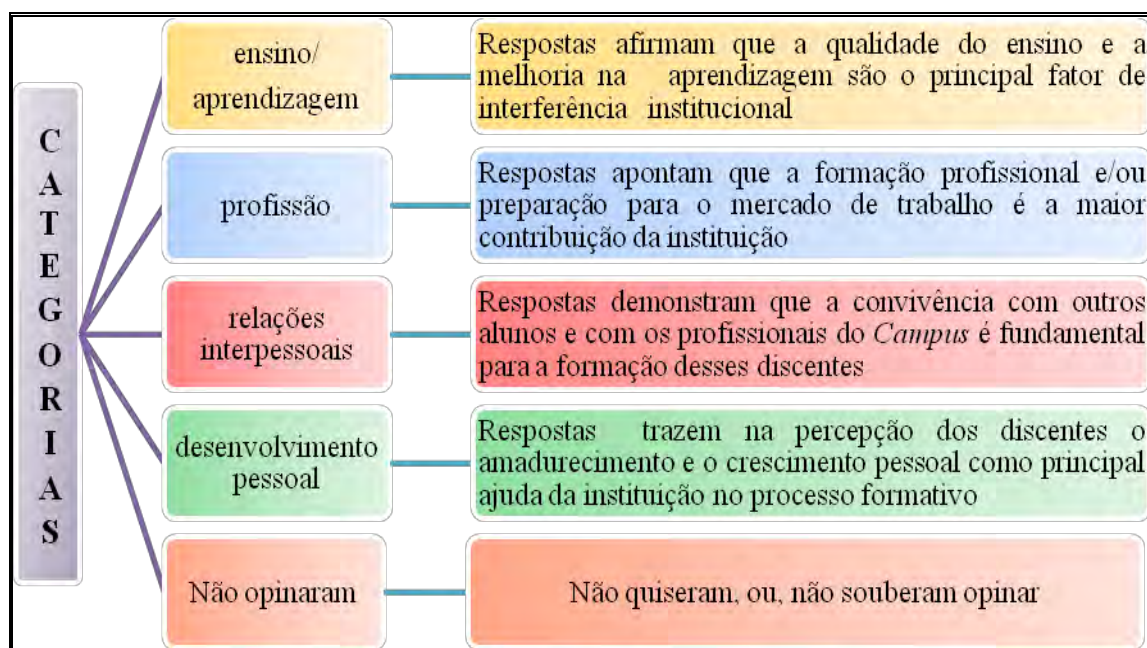 CATEGORIAS
ensino/
aprendizagem
Respostas afirmam que a qualidade do ensino e a
melhoria na aprendizagem são o principal fator de
interferência institucional
profissão
Respostas apontam que a formação profissional e/ou
preparação para o mercado de trabalho é a maior
contribuição da instituição
relações
interpessoais
Respostas demonstram que a convivência com outros
alunos e com os profissionais do Campus é fundamental
para a formação desses discentes
desenvolvimento
pessoal
Respostas trazem na percepção dos discentes o
amadurecimento e o crescimento pessoal como principal
ajuda da instituição no processo formativo
Não opinaram
Não quiseram, ou, não souberam opinar